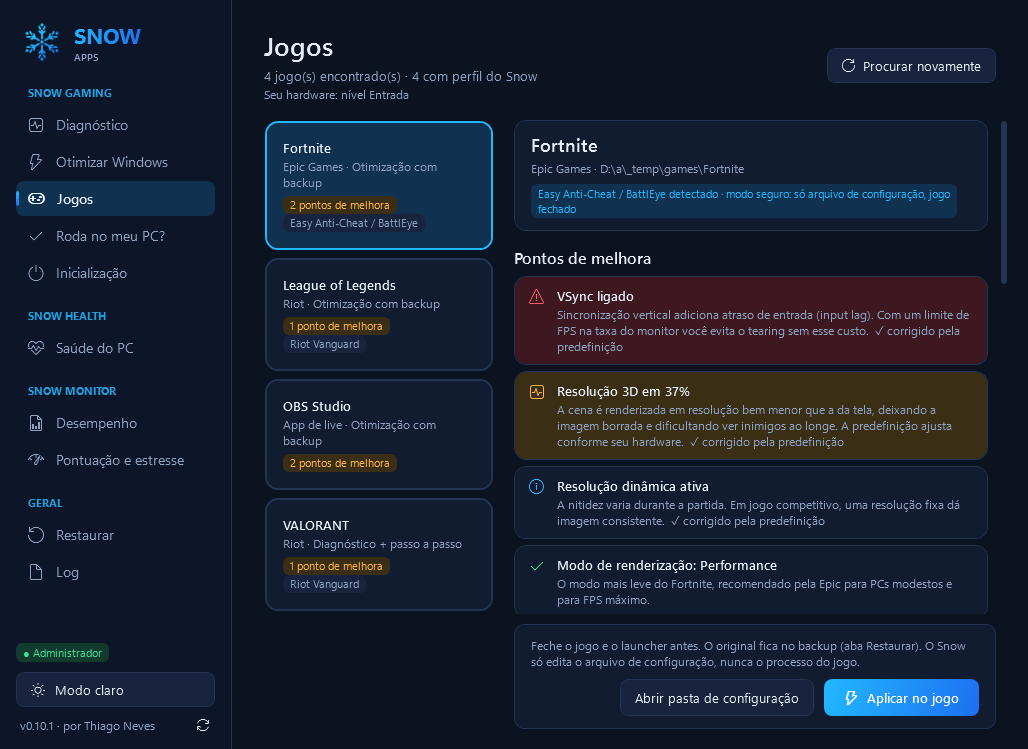 SNOW
APPS
SNOW GAMING
Diagnóstico
Otimizar Windows
Jogos
Roda no meu PC?
Inicialização
SNOW HEALTH
Saúde do PC
SNOW MONITOR
Desempenho
Pontuação e estresse
GERAL
Restaurar
Log
● Administrador
Modo claro
v0.10.1 · por Thiago Neves
Jogos
4 jogo(s) encontrado(s) · 4 com perfil do Snow
Seu hardware: nível Entrada
Procurar novamente
Fortnite
Epic Games · Otimização com
backup
2 pontos de melhora
Easy Anti-Cheat / BattlEye
League of Legends
Riot · Otimização com backup
1 ponto de melhora
Riot Vanguard
OBS Studio
App de live · Otimização com
backup
2 pontos de melhora
VALORANT
Riot · Diagnóstico + passo a passo
1 ponto de melhora
Riot Vanguard
Fortnite
Epic Games · D:\a\_temp\games\Fortnite
Easy Anti-Cheat / BattlEye detectado · modo seguro: só arquivo de configuração, jogo
fechado
Pontos de melhora
VSync ligado
Sincronização vertical adiciona atraso de entrada (input lag). Com um limite de
FPS na taxa do monitor você evita o tearing sem esse custo. ✓ corrigido pela
predefinição
Resolução 3D em 37%
A cena é renderizada em resolução bem menor que a da tela, deixando a
imagem borrada e dificultando ver inimigos ao longe. A predefinição ajusta
conforme seu hardware. ✓ corrigido pela predefinição
Resolução dinâmica ativa
A nitidez varia durante a partida. Em jogo competitivo, uma resolução fixa dá
imagem consistente. ✓ corrigido pela predefinição
Modo de renderização: Performance
O modo mais leve do Fortnite, recomendado pela Epic para PCs modestos e
para FPS máximo.
Feche o jogo e o launcher antes. O original fica no backup (aba Restaurar). O Snow
só edita o arquivo de configuração, nunca o processo do jogo.
Abrir pasta de configuração
Aplicar no jogo